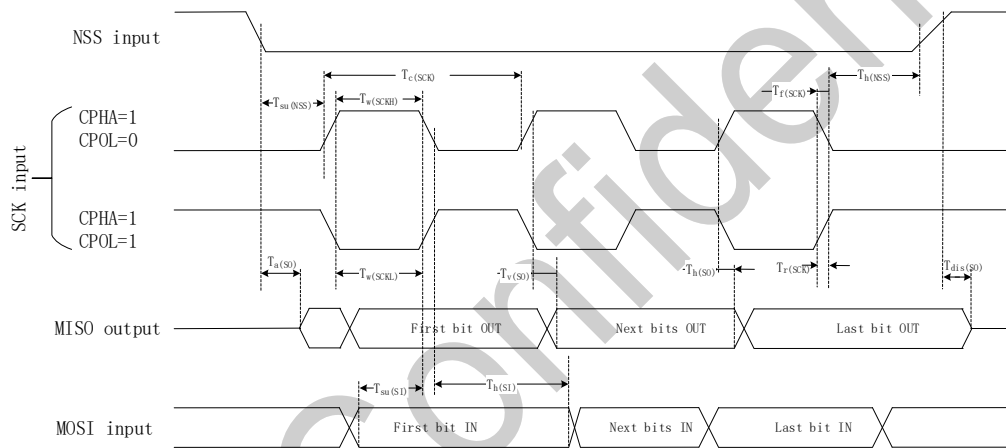 NSS input
Tc(SCK)
Th(NSS)
Tsu(NSS)
Tw(SCKH)
Tf(SCK)
SCK input
CPHA=1
CPOL=0
CPHA=1
CPOL=1
Ta(SO)
Tw(SCKL)
Tv(SO)
Th(SO)
Tr(SCK)
Tdis(SO)
MISO output
First bit OUT
Next bits OUT
Last bit OUT
Tsu(SI)
Th(SI)
MOSI input
First bit IN
Next bits IN
Last bit IN
Confiden